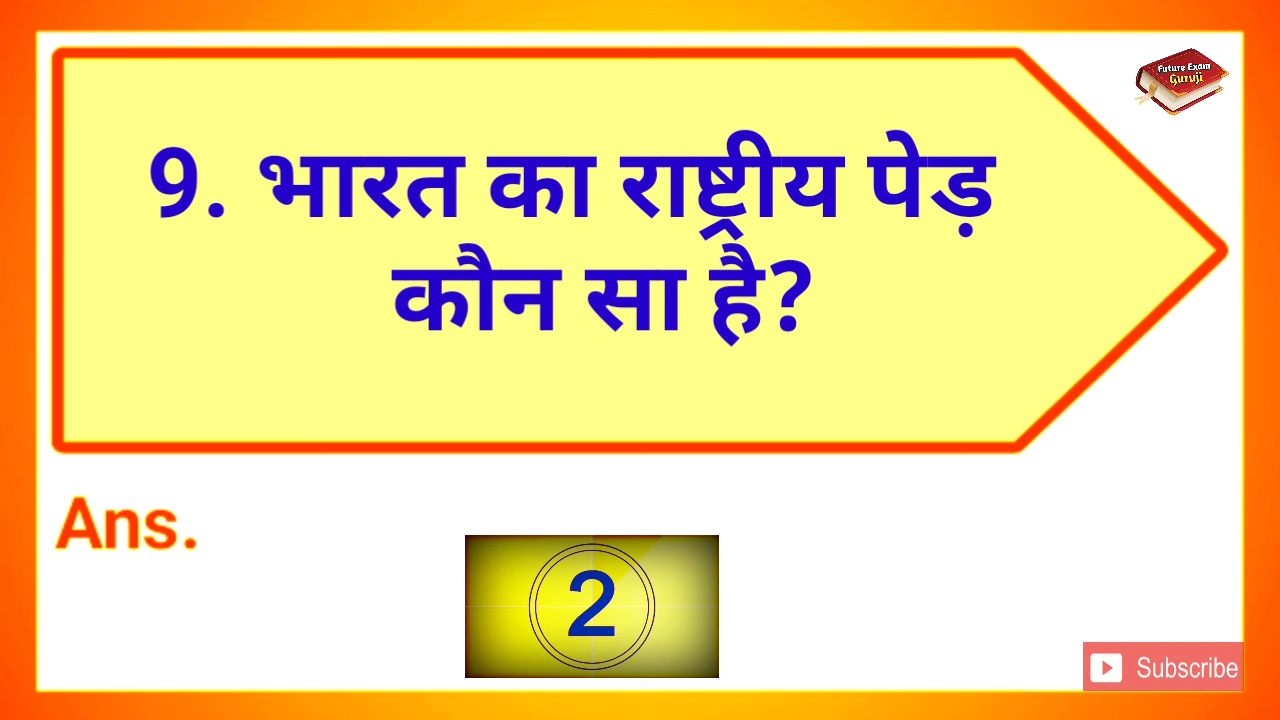 Future Exam
Guruji
9. भारत का राष्ट्रीय पेड़
कौन सा है?
Ans.
2
Subscribe